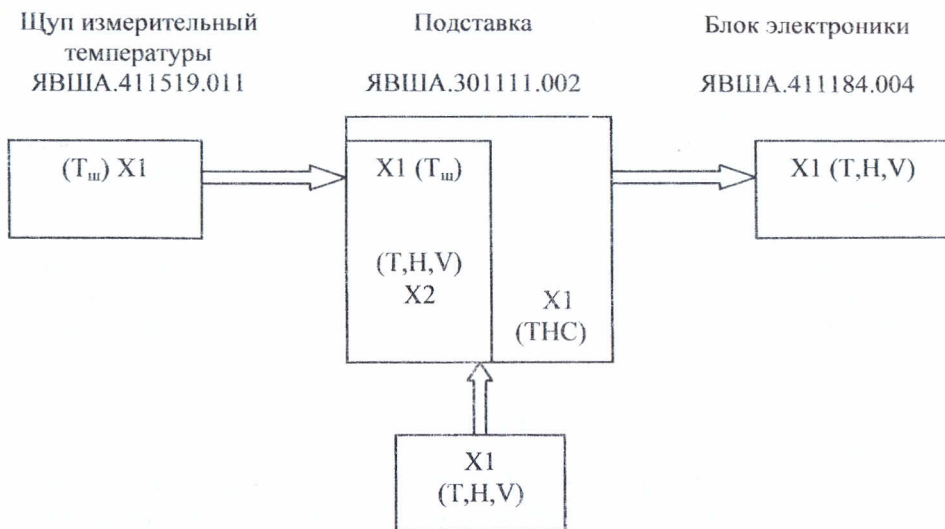 Щуп измерительный
температуры
ЯВША.411519.011
Подставка
ЯВША.301111.002
Блок электроники
ЯВША.411184.004
(Тш) X1
X1 (Тш)
(T,H,V)
X2
X1
(ТНС)
X1 (T,H,V)
X1
(T,H,V)